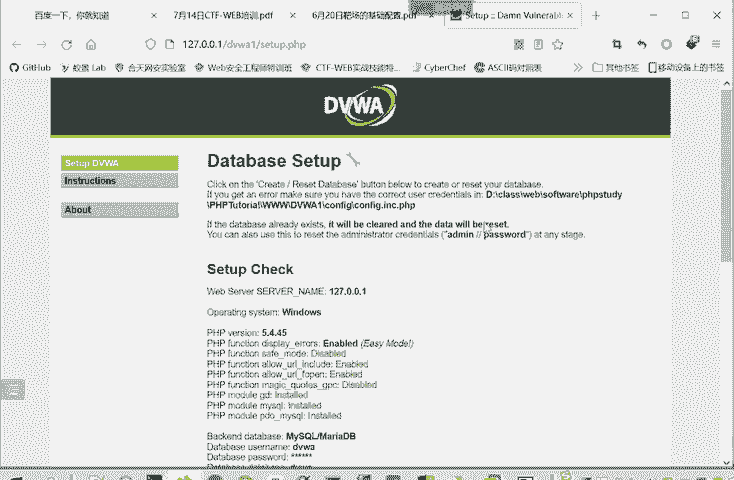 百度一下，你就知道
7月14日CTF-WEB培训.pdf
6月20日靶场的基础配置.pdf
Setup :: Damn Vulnerabl
127.0.0.1/dvwa1/setup.php
GitHub
蚁景 Lab
合天网安实验室
Web安全工程师特训班
CTF-WEB实战技能特...
CyberChef
ASCII码对照表
其他书签
移动设备上的书签
DVWA
Setup DVWA
Instructions
About
Database Setup
Click on the 'Create / Reset Database' button below to create or reset your database.
If you get an error make sure you have the correct user credentials in: D:\class\web\software\phpstudy
\PHPTutorial\WWW\DVWA1\config\config.inc.php
If the database already exists, it will be cleared and the data will be reset.
You can also use this to reset the administrator credentials ("admin // password") at any stage.
Setup Check
Web Server SERVER_NAME: 127.0.0.1
Operating system: Windows
PHP version: 5.4.45
PHP function display_errors: Enabled (Easy Mode!)
PHP function safe_mode: Disabled
PHP function allow_url_include: Enabled
PHP function allow_url_fopen: Enabled
PHP function magic_quotes_gpc: Disabled
PHP module gd: Installed
PHP module mysql: Installed
PHP module pdo_mysql: Installed
Backend database: MySQL/MariaDB
Database username: dvwa
Database password: ******